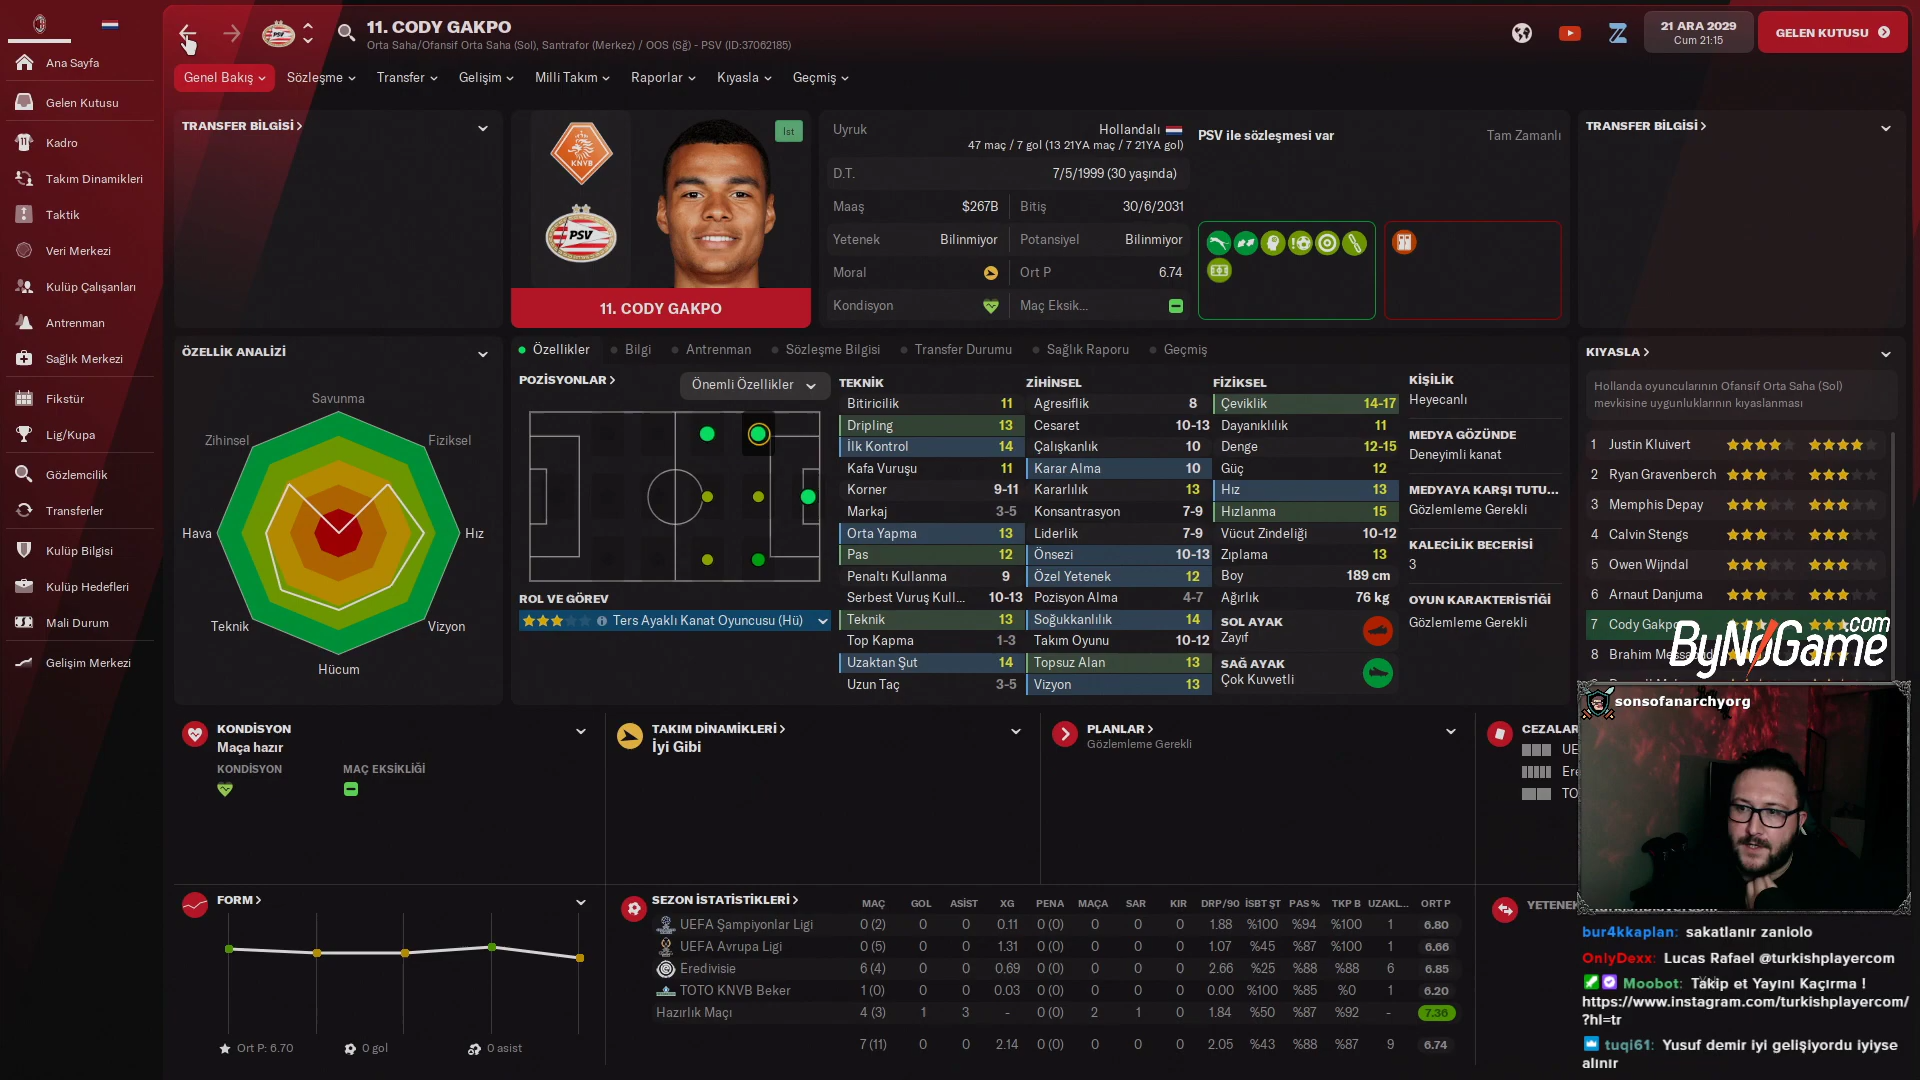 11. CODY GAKPO
Orta Saha/Ofansif Orta Saha (Sol), Santrafor (Merkez) / OOS (Sğ) - PSV (ID:37062185)
21 ARA 2029
Cum 21:15
GELEN KUTUSU
Genel Bakış
Sözleşme
Transfer
Gelişim
Milli Takım
Raporlar
Kıyasla
Geçmiş
Ana Sayfa
Gelen Kutusu
Kadro
Takım Dinamikleri
Taktik
Veri Merkezi
Kulüp Çalışanları
Antrenman
Sağlık Merkezi
Fikstür
Lig/Kupa
Gözlemcilik
Transferler
Kulüp Bilgisi
Kulüp Hedefleri
Mali Durum
Gelişim Merkezi
TRANSFER BİLGİSİ
KNVB
PSV
İst
11. CODY GAKPO
Uyruk Hollandalı
47 maç / 7 gol (13 21YA maç / 7 21YA gol)
D.T. 7/5/1999 (30 yaşında)
Maaş $267B Bitiş 30/6/2031
Yetenek Bilinmiyor Potansiyel Bilinmiyor
Moral Ort P 6.74
Kondisyon Maç Eksik...
PSV ile sözleşmesi var Tam Zamanlı
TRANSFER BİLGİSİ
ÖZELLİK ANALİZİ
Savunma
Zihinsel Fiziksel
Hava Hız
Teknik Vizyon
Hücum
Özellikler Bilgi Antrenman Sözleşme Bilgisi Transfer Durumu Sağlık Raporu Geçmiş
POZİSYONLAR
Önemli Özellikler
ROL VE GÖREV
Ters Ayaklı Kanat Oyuncusu (Hü)
TEKNİK
Bitiricilik 11
Dripling 13
İlk Kontrol 14
Kafa Vuruşu 11
Korner 9-11
Markaj 3-5
Orta Yapma 13
Pas 12
Penaltı Kullanma 9
Serbest Vuruş Kull... 10-13
Teknik 13
Top Kapma 1-3
Uzaktan Şut 14
Uzun Taç 3-5
ZİHİNSEL
Agresiflik 8
Cesaret 10-13
Çalışkanlık 10
Karar Alma 10
Kararlılık 13
Konsantrasyon 7-9
Liderlik 7-9
Önsezi 10-13
Özel Yetenek 12
Pozisyon Alma 4-7
Soğukkanlılık 14
Takım Oyunu 10-12
Topsuz Alan 13
Vizyon 13
FİZİKSEL
Çeviklik 14-17
Dayanıklılık 11
Denge 12-15
Güç 12
Hız 13
Hızlanma 15
Vücut Zindeliği 10-12
Zıplama 13
Boy 189 cm
Ağırlık 76 kg
SOL AYAK
Zayıf
SAĞ AYAK
Çok Kuvvetli
KİŞİLİK
Heyecanlı
MEDYA GÖZÜNDE
Deneyimli kanat
MEDYAYA KARŞI TUTU...
Gözlemleme Gerekli
KALECİLİK BECERİSİ
3
OYUN KARAKTERİSTİĞİ
Gözlemleme Gerekli
KIYASLA
Hollanda oyuncularının Ofansif Orta Saha (Sol)
mevkisine uygunluklarının kıyaslanması
1 Justin Kluivert
2 Ryan Gravenberch
3 Memphis Depay
4 Calvin Stengs
5 Owen Wijndal
6 Arnaut Danjuma
7 Cody Gakpo
8 Brahim
ByNoGame.com
sonsofanarchyorg
KONDİSYON
Maça hazır
KONDİSYON MAÇ EKSİKLİĞİ
TAKIM DİNAMİKLERİ
İyi Gibi
PLANLAR
Gözlemleme Gerekli
CEZALAR
UE
Ere
TO
FORM
Ort P: 6.70 0 gol 0 asist
SEZON İSTATİSTİKLERİ MAÇ GOL ASİST XG PENA MAÇA SAR KIR DRP/90 İSBT ŞT PAS % TKP B UZAKL... ORT P
UEFA Şampiyonlar Ligi 0 (2) 0 0 0.11 0 (0) 0 0 0 1.88 %100 %94 %100 1 6.80
UEFA Avrupa Ligi 0 (5) 0 0 1.31 0 (0) 0 0 0 1.07 %45 %87 %100 1 6.66
Eredivisie 6 (4) 0 0 0.69 0 (0) 0 0 0 2.66 %25 %88 %88 6 6.85
TOTO KNVB Beker 1 (0) 0 0 0.03 0 (0) 0 0 0 0.00 %100 %85 %0 1 6.20
Hazırlık Maçı 4 (3) 1 3 - 0 (0) 2 1 0 1.84 %50 %87 %92 - 7.36
7 (11) 0 0 2.14 0 (0) 0 0 0 2.05 %43 %88 %87 9 6.74
YETENEK
bur4kkaplan: sakatlanır zaniolo
OnlyDexx: Lucas Rafael @turkishplayercom
Moobot: Takip et Yayını Kaçırma !
https://www.instagram.com/turkishplayercom/
?hl=tr
tuqi61: Yusuf demir iyi gelişiyordu iyiyse
alınır